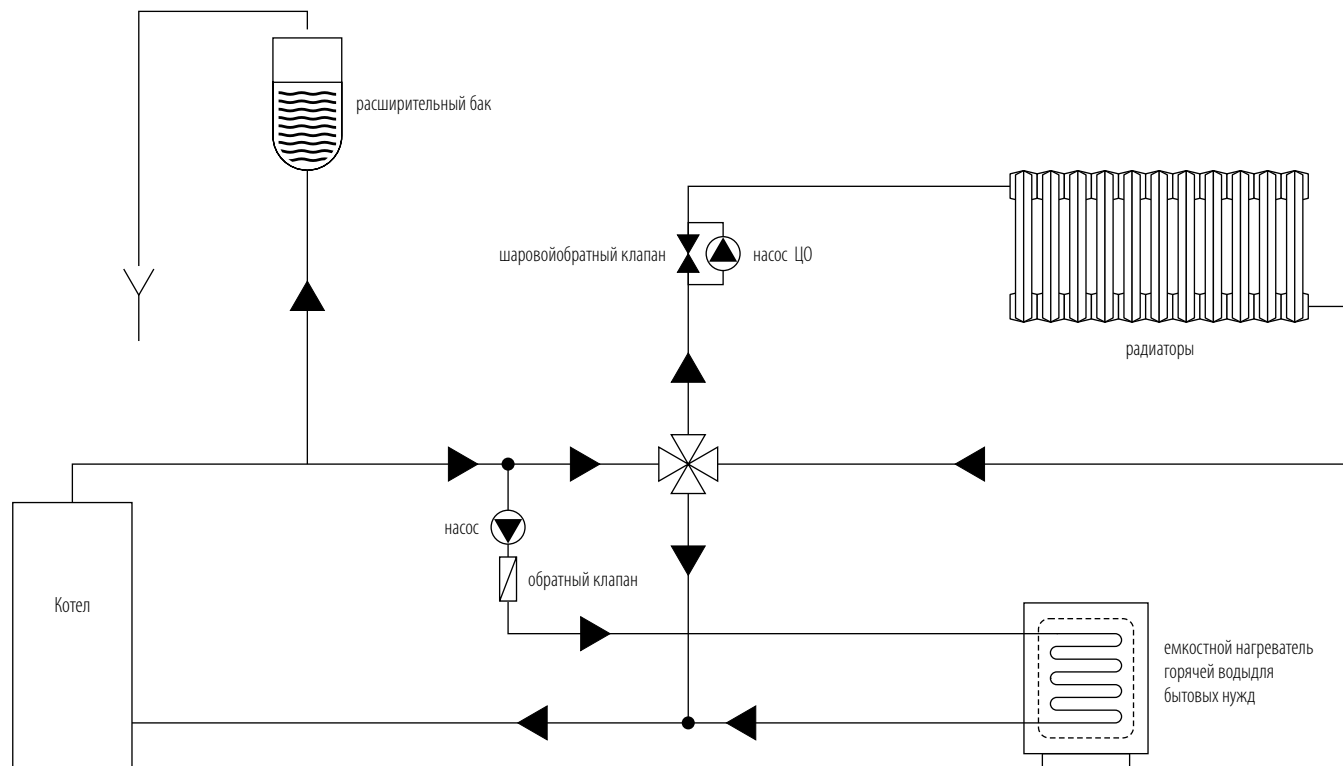 расширительный бак
шаровойобратный клапан
насос ЦО
радиаторы
насос
обратный клапан
Котел
емкостной нагреватель
горячей водыдля
бытовых нужд